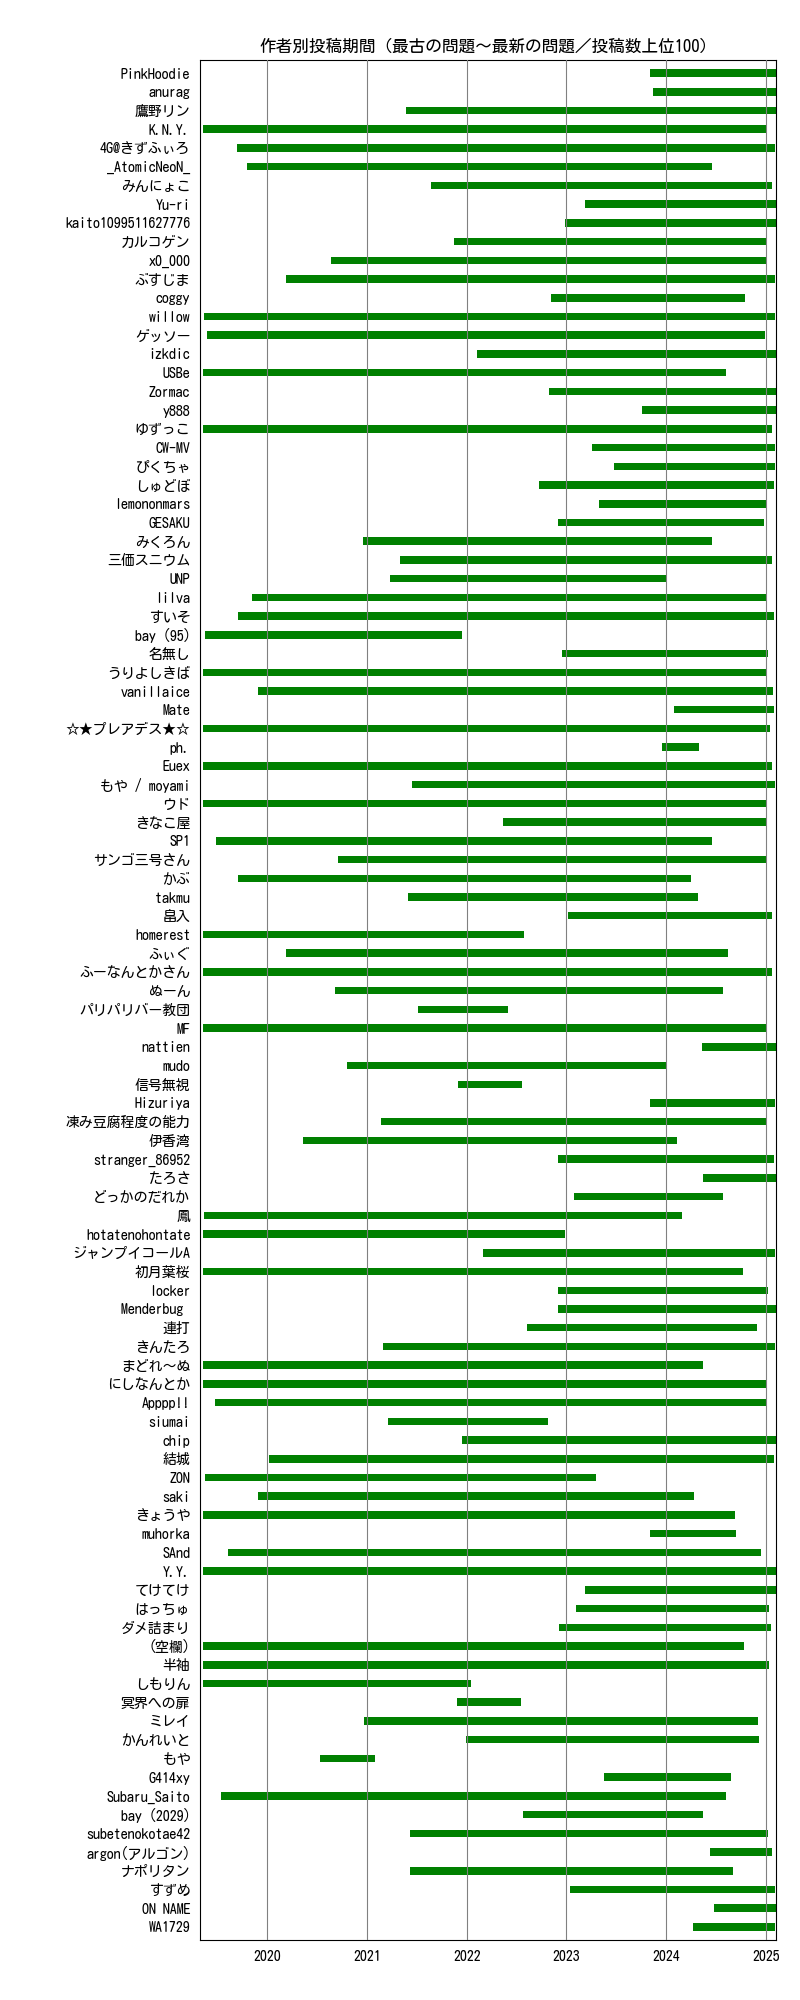 作者別投稿期間（最古の問題～最新の問題／投稿数上位100）
PinkHoodie
anurag
鷹野リン
K.N.Y.
4G@きずふぃろ
_AtomicNeoN_
みんにょこ
Yu-ri
kaito1099511627776
カルコゲン
x0_000
ぶすじま
coggy
willow
ゲッソー
izkdic
USBe
Zormac
y888
ゆずっこ
CW-MV
ぴくちゃ
しゅどぼ
lemononmars
GESAKU
みくろん
三価スニウム
UNP
lilva
すいそ
bay (95)
名無し
うりよしきば
vanillaice
Mate
☆★プレアデス★☆
ph.
Euex
もや / moyami
ウド
きなこ屋
SP1
サンゴ三号さん
かぶ
takmu
畠入
homerest
ふぃぐ
ふーなんとかさん
ぬーん
パリパリバー教団
MF
nattien
mudo
信号無視
Hizuriya
凍み豆腐程度の能力
伊香湾
stranger_86952
たろさ
どっかのだれか
鳳
hotatenohontate
ジャンプイコールA
初月葉桜
locker
Menderbug
連打
きんたろ
まどれ～ぬ
にしなんとか
Appppll
siumai
chip
結城
ZON
saki
きょうや
muhorka
SAnd
Y.Y.
てけてけ
はっちゅ
ダメ詰まり
(空欄)
半袖
しもりん
冥界への扉
ミレイ
かんれいと
もや
G414xy
Subaru_Saito
bay (2029)
subetenokotae42
argon(アルゴン)
ナポリタン
すずめ
ON NAME
WA1729
2020 2021 2022 2023 2024 2025